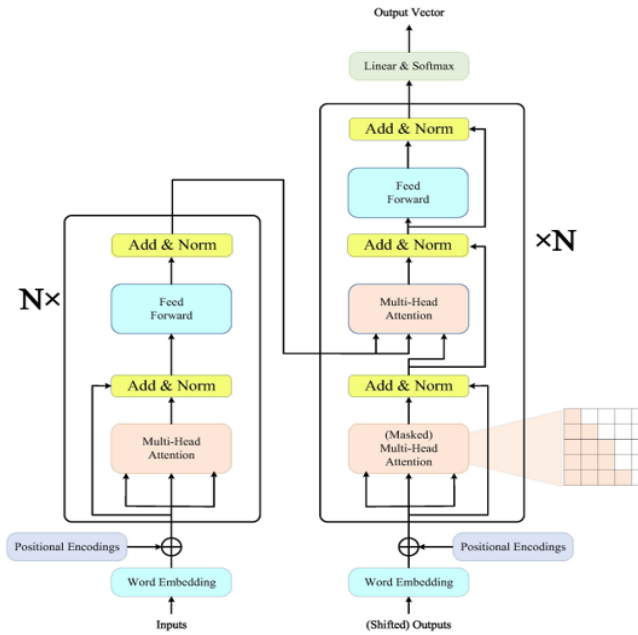 Output Vector
Linear & Softmax
Add & Norm
Feed
Forward
Add & Norm
Multi-Head
Attention
Add & Norm
(Masked)
Multi-Head
Attention
×N
Positional Encodings
Word Embedding
(Shifted) Outputs
Add & Norm
Feed
Forward
N×
Add & Norm
Multi-Head
Attention
Positional Encodings
Word Embedding
Inputs